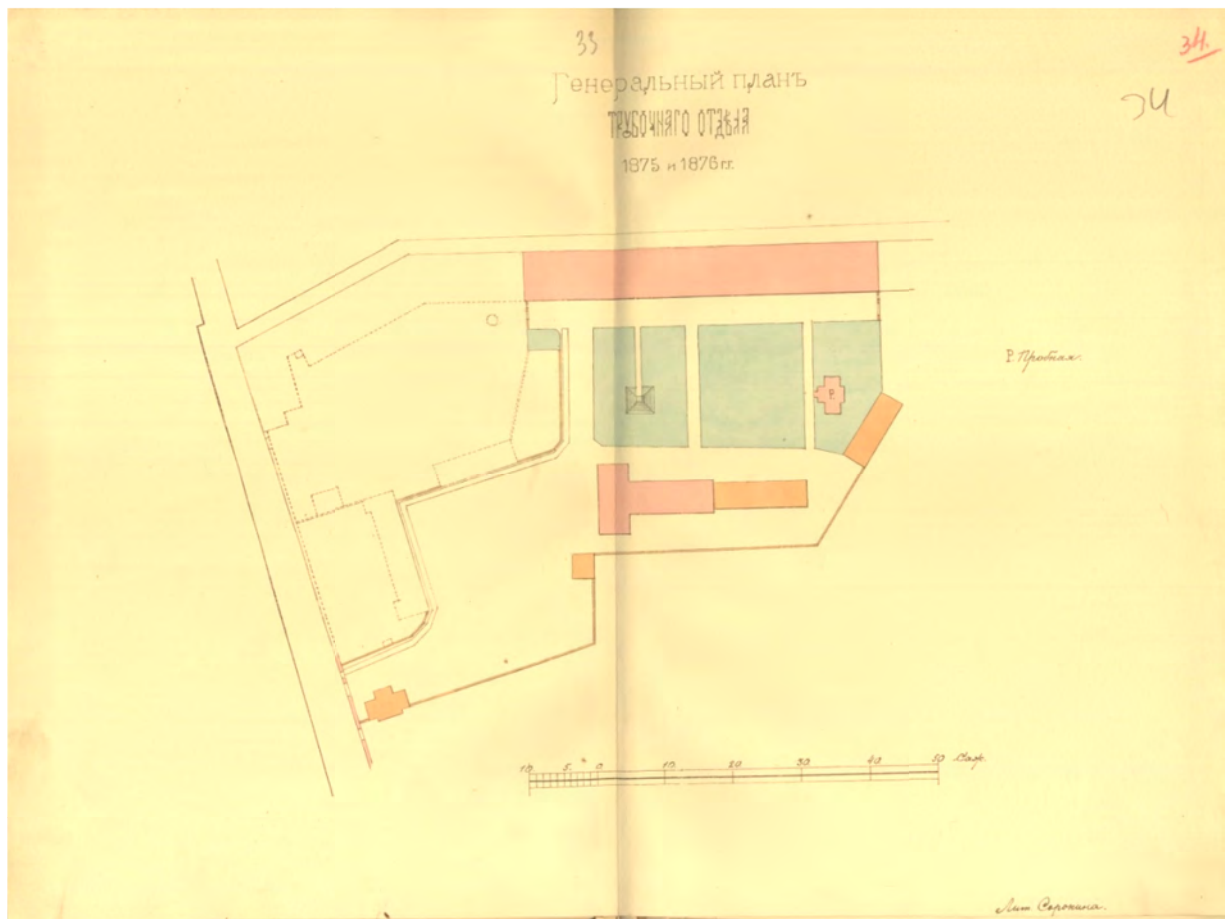 33
34.
34
Генеральный планъ
ТРУБОЧНАГО ОТДѢЛА
1875 и 1876 гг.
Р. Пробная.
Р.
10 5 0 10 20 30 40 50 Саж.
Лит. Сорокина.